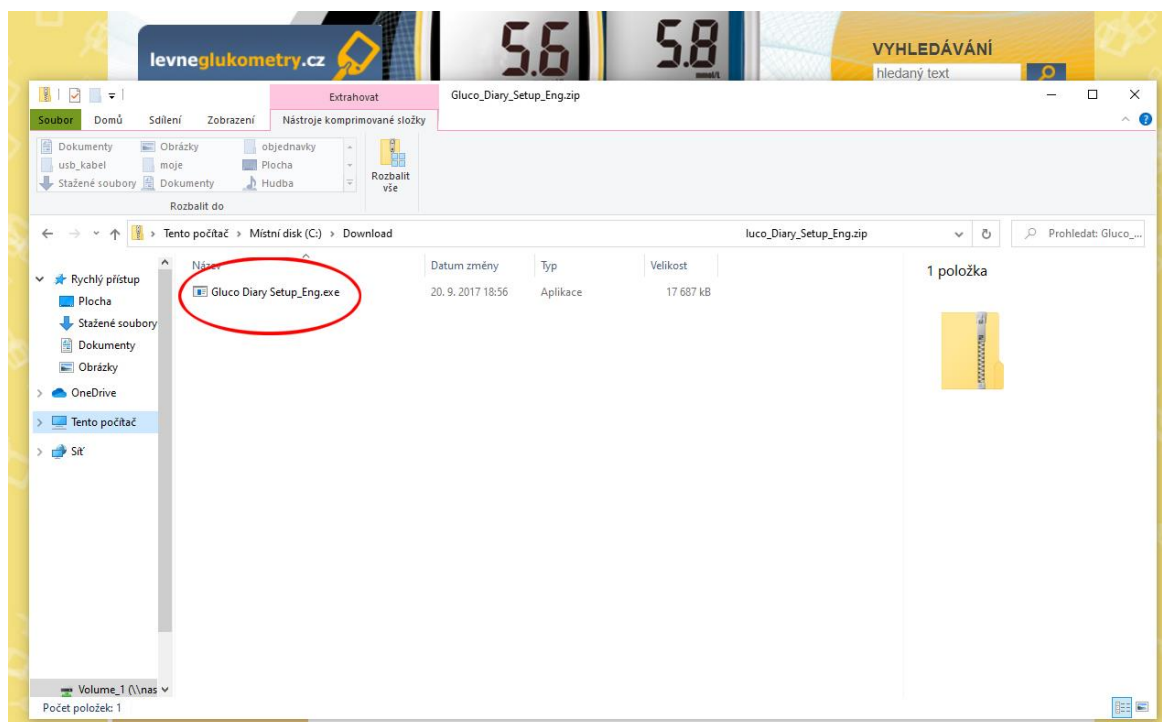 levneglukometry.cz
5.6
5.8
mmol/L
VYHLEDÁVÁNÍ
hledaný text
Extrahovat
Gluco_Diary_Setup_Eng.zip
Soubor Domů Sdílení Zobrazení Nástroje komprimované složky
Dokumenty Obrázky objednavky
usb_kabel moje Plocha
Stažené soubory Dokumenty Hudba
Rozbalit vše
Rozbalit do
Tento počítač › Místní disk (C:) › Download
luco_Diary_Setup_Eng.zip
Prohledat: Gluco_...
Název Datum změny Typ Velikost
Gluco Diary Setup_Eng.exe 20. 9. 2017 18:56 Aplikace 17 687 kB
1 položka
Rychlý přístup
Plocha
Stažené soubory
Dokumenty
Obrázky
OneDrive
Tento počítač
Síť
Volume_1 (\\nas
Počet položek: 1